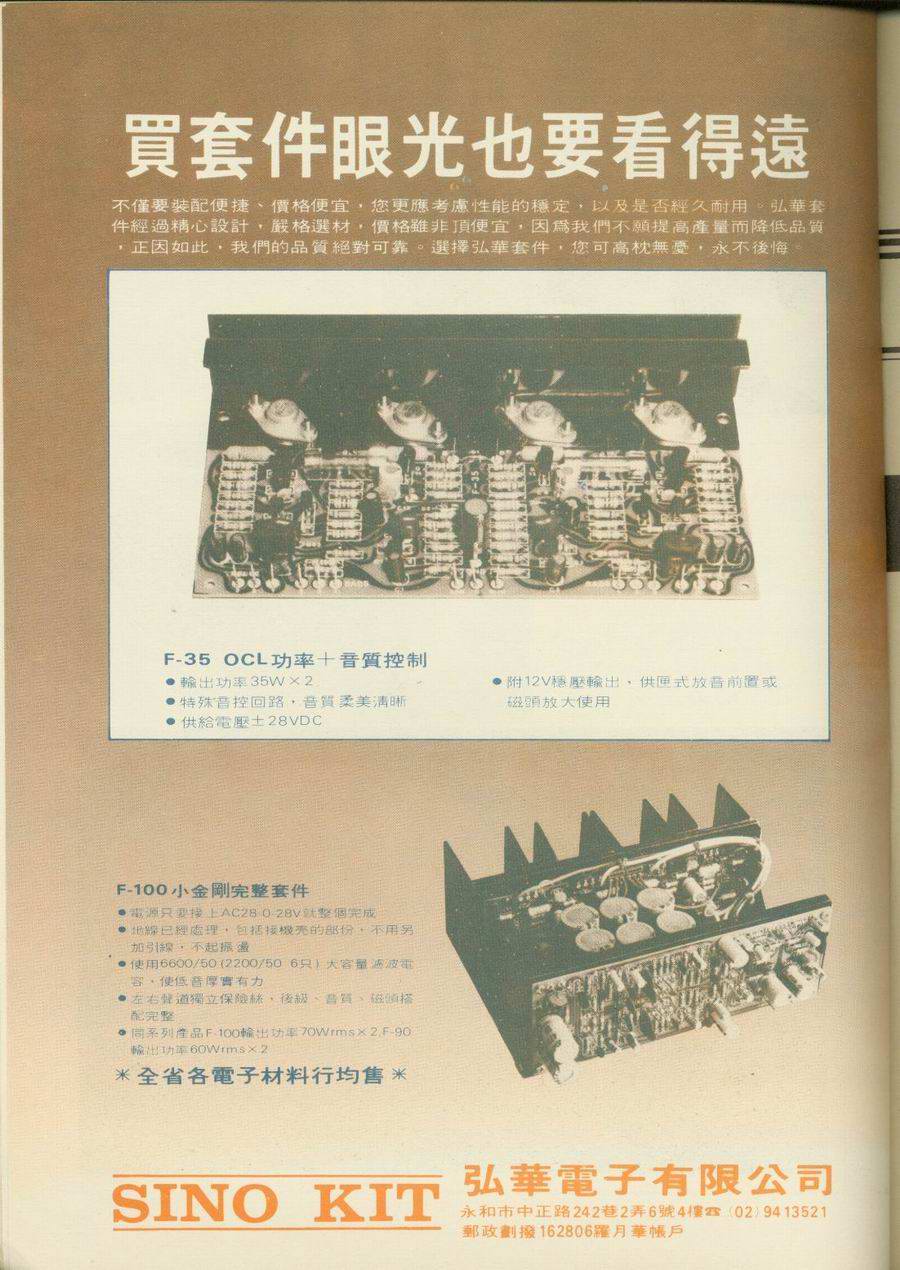 買套件眼光也要看得遠
不僅要裝配便捷、價格便宜，您更應考慮性能的穩定，以及是否經久耐用。弘華套
件經過精心設計，嚴格選材，價格雖非頂便宜，因爲我們不願提高產量而降低品質
，正因如此，我們的品質絕對可靠。選擇弘華套件，您可高枕無憂，永不後悔。
F-35 OCL功率＋音質控制
●輸出功率35W×2
●特殊音控回路，音質柔美清晰
●供給電壓±28VDC
●附12V穩壓輸出、供匣式放音前置或
磁頭放大使用
F-100小金剛完整套件
●電源只要接上AC28-0-28V就整個完成
●地線已經處理，包括接機壳的部份，不用另
加引線，不起振盪
●使用6600/50(2200/50 6只)大容量濾波電
容，使低音厚實有力
●左右聲道獨立保險絲、後級、音質、磁頭搭
配完整
●同系列產品F-100輸出功率70Wrms×2,F-90
輸出功率60Wrms×2
＊全省各電子材料行均售＊
SINO KIT
弘華電子有限公司
永和市中正路242巷2弄6號4樓☎(02)9413521
郵政劃撥162806羅月華帳戶